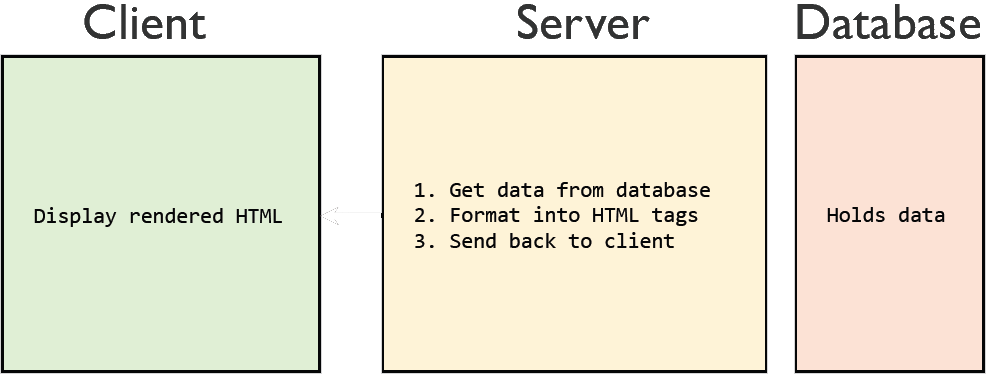 Client
Server
Database
Display rendered HTML
1. Get data from database
2. Format into HTML tags
3. Send back to client
Holds data